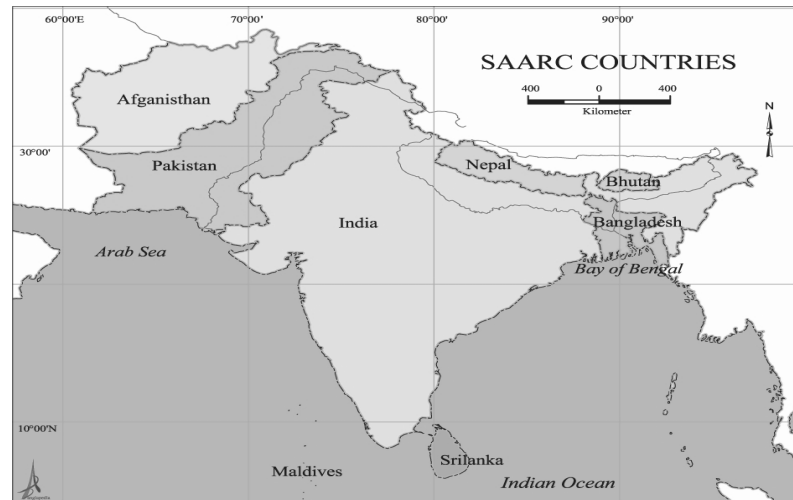 60°00'E
70°00'
80°00'
90°00'
SAARC COUNTRIES
400
0
400
Kilometer
N
Afganisthan
30°00'
Pakistan
Nepal
Bhutan
India
Bangladesh
Arab Sea
Bay of Bengal
10°00'N
Maldives
Srilanka
Indian Ocean